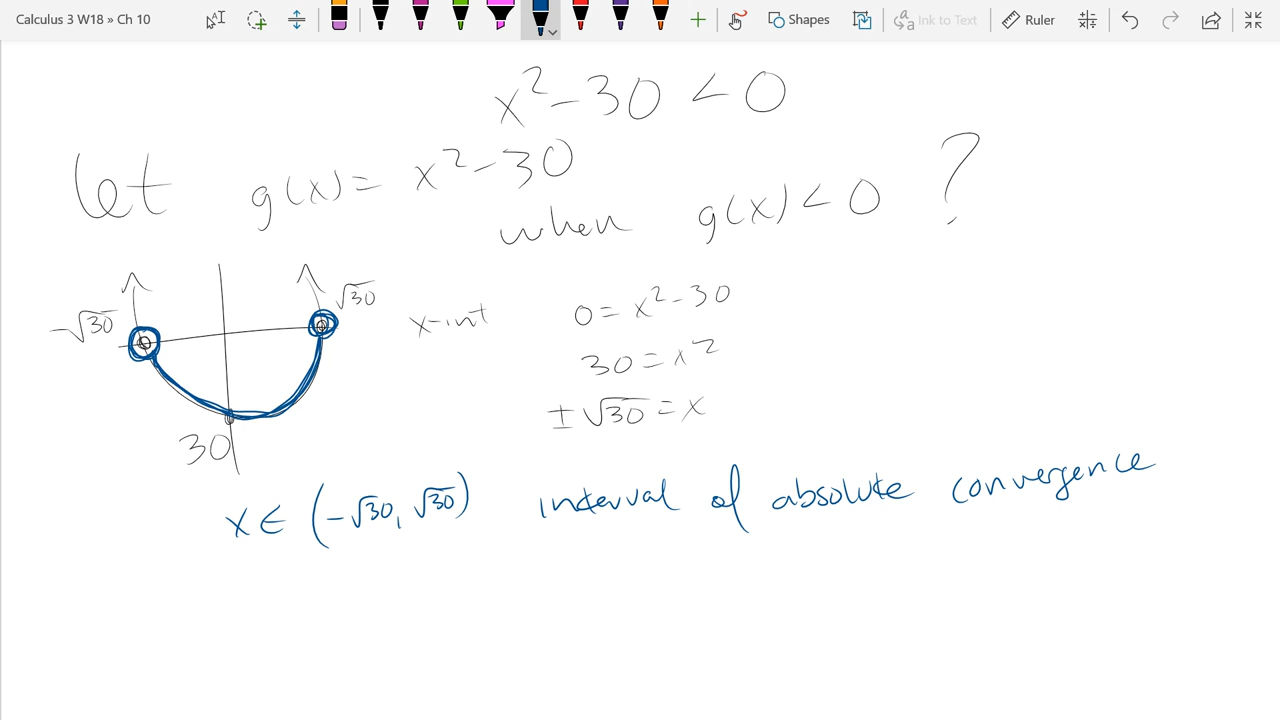 Calculus 3 W18 » Ch 10
Shapes
Ink to Text
Ruler
x² - 30 < 0
let g(x) = x² - 30
when g(x) < 0 ?
-√30
√30
30
x-int
0 = x² - 30
30 = x²
± √30 = x
x ∈ (-√30, √30) interval of absolute convergence